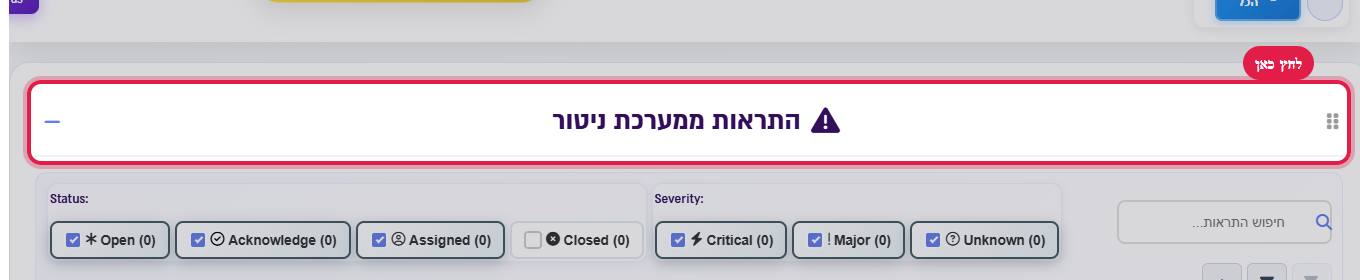 הכל
לחץ כאן
התראות ממערכת ניטור
Status:
Open (0) Acknowledge (0) Assigned (0) Closed (0)
Severity:
Critical (0) Major (0) Unknown (0)
חיפוש התראות...